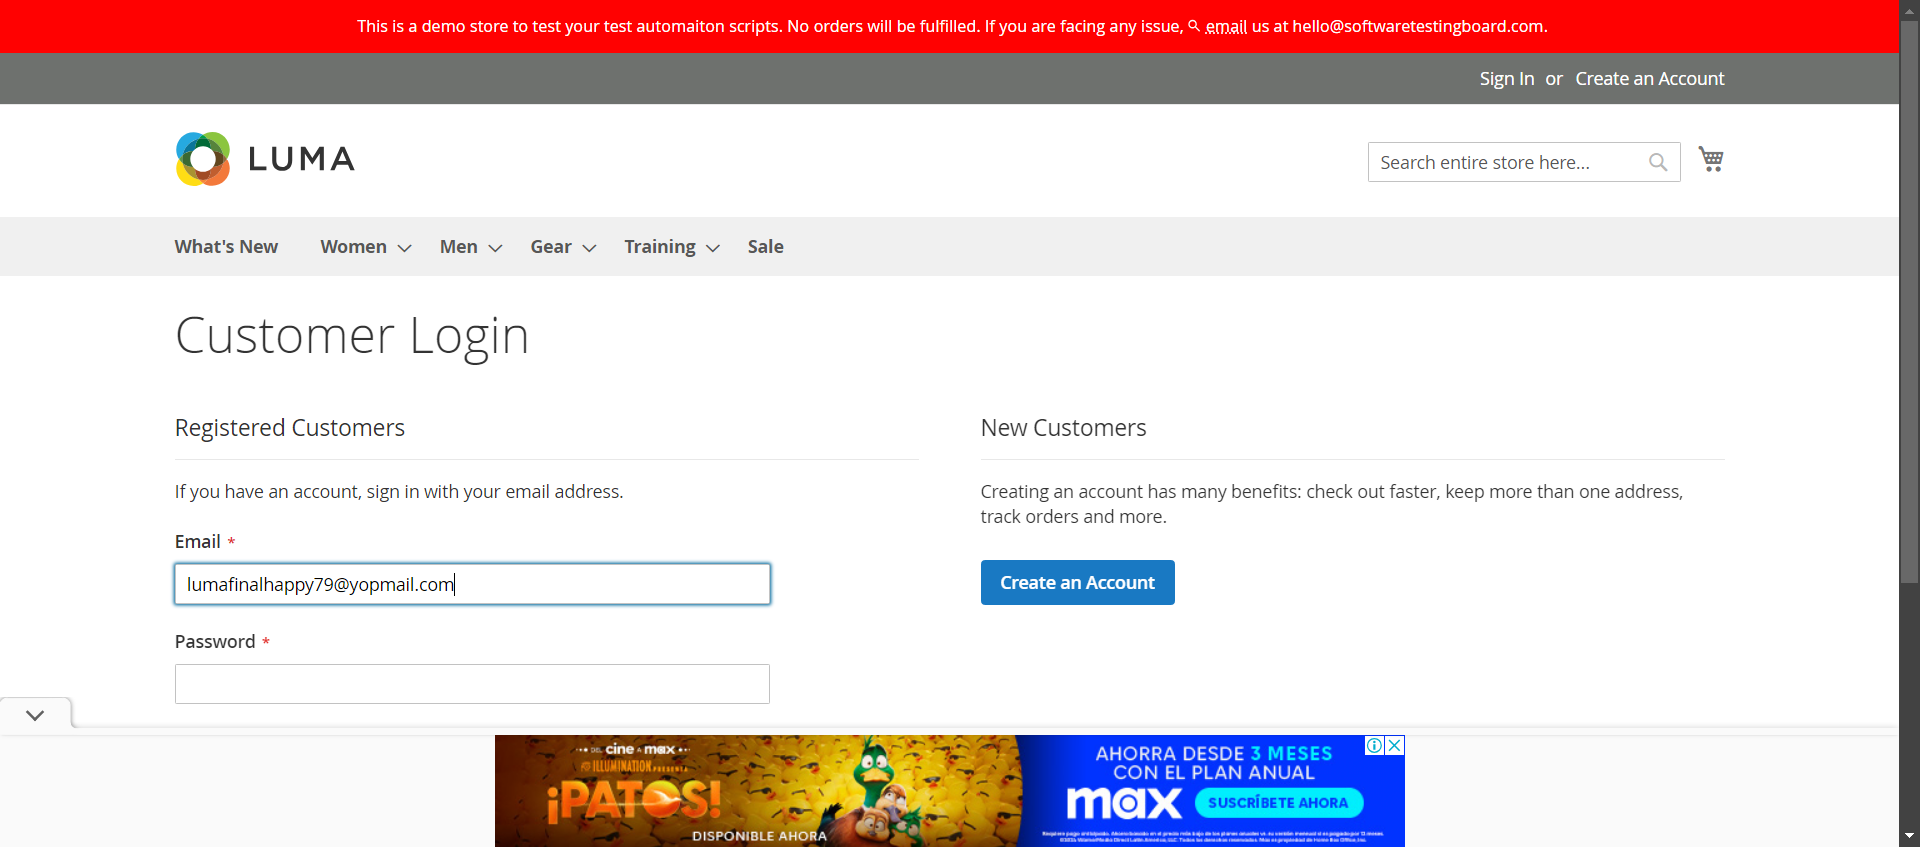 This is a demo store to test your test automaiton scripts. No orders will be fulfilled. If you are facing any issue, email us at hello@softwaretestingboard.com.
Sign In or Create an Account
LUMA
Search entire store here...
What's New Women Men Gear Training Sale
Customer Login
Registered Customers
If you have an account, sign in with your email address.
Email *
lumafinalhappy79@yopmail.com
Password *
New Customers
Creating an account has many benefits: check out faster, keep more than one address,
track orders and more.
Create an Account
DEL cine A max
ILLUMINATION PRESENTA
¡PATOS!
DISPONIBLE AHORA
AHORRA DESDE 3 MESES
CON EL PLAN ANUAL
max SUSCRÍBETE AHORA